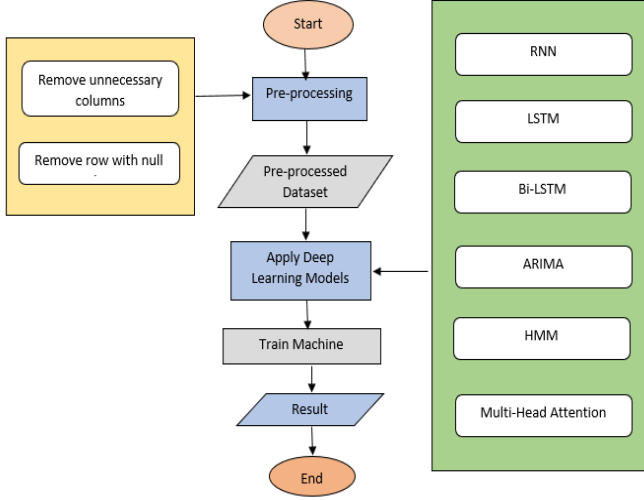 Start
Remove unnecessary
columns
Remove row with null
Pre-processing
Pre-processed
Dataset
Apply Deep
Learning Models
Train Machine
Result
End
RNN
LSTM
Bi-LSTM
ARIMA
HMM
Multi-Head Attention